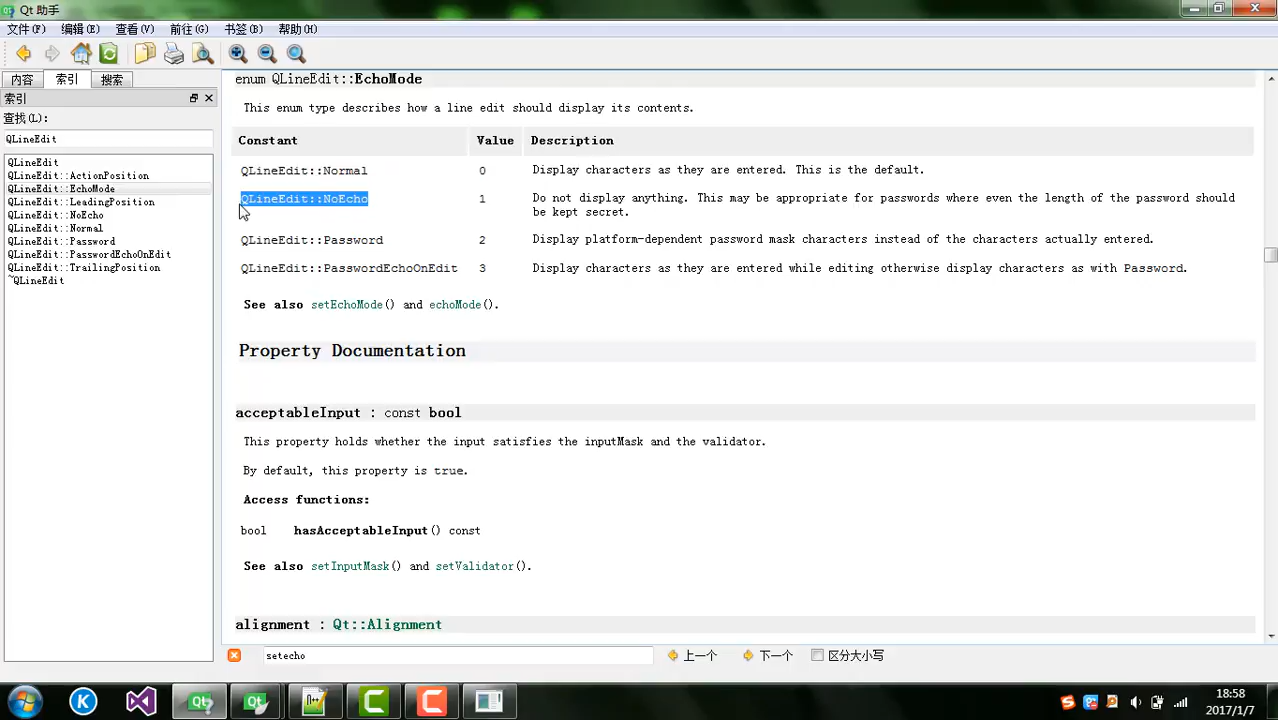 Qt 助手
文件(F) 编辑(E) 查看(V) 前往(G) 书签(B) 帮助(H)
内容 索引 搜索
索引
查找(L):
QLineEdit
QLineEdit
QLineEdit::ActionPosition
QLineEdit::EchoMode
QLineEdit::LeadingPosition
QLineEdit::NoEcho
QLineEdit::Normal
QLineEdit::Password
QLineEdit::PasswordEchoOnEdit
QLineEdit::TrailingPosition
~QLineEdit
enum QLineEdit::EchoMode
This enum type describes how a line edit should display its contents.
Constant Value Description
QLineEdit::Normal 0 Display characters as they are entered. This is the default.
QLineEdit::NoEcho 1 Do not display anything. This may be appropriate for passwords where even the length of the password should
be kept secret.
QLineEdit::Password 2 Display platform-dependent password mask characters instead of the characters actually entered.
QLineEdit::PasswordEchoOnEdit 3 Display characters as they are entered while editing otherwise display characters as with Password.
See also setEchoMode() and echoMode().
Property Documentation
acceptableInput : const bool
This property holds whether the input satisfies the inputMask and the validator.
By default, this property is true.
Access functions:
bool hasAcceptableInput() const
See also setInputMask() and setValidator().
alignment : Qt::Alignment
setecho 上一个 下一个 区分大小写
18:58
2017/1/7